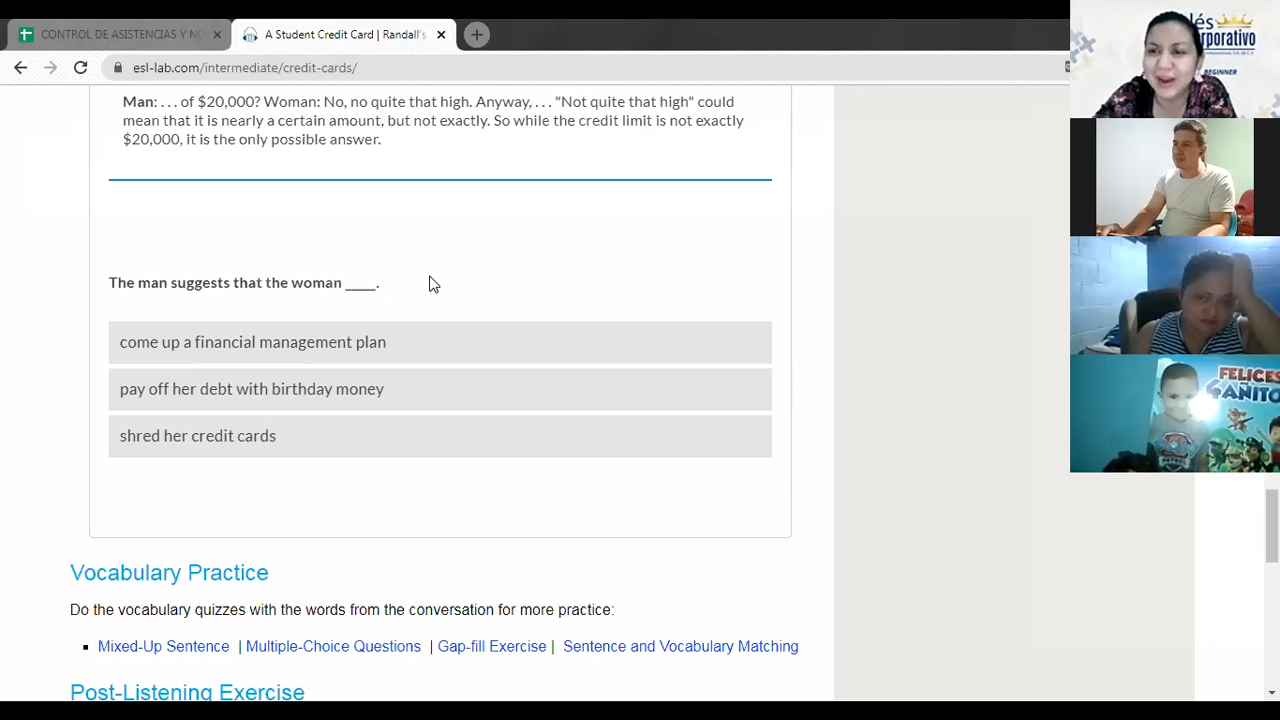 CONTROL DE ASISTENCIAS Y N
A Student Credit Card | Randall's
esl-lab.com/intermediate/credit-cards/
Man: . . . of $20,000? Woman: No, no quite that high. Anyway, . . . "Not quite that high" could
mean that it is nearly a certain amount, but not exactly. So while the credit limit is not exactly
$20,000, it is the only possible answer.
The man suggests that the woman _____.
come up a financial management plan
pay off her debt with birthday money
shred her credit cards
Vocabulary Practice
Do the vocabulary quizzes with the words from the conversation for more practice:
Mixed-Up Sentence | Multiple-Choice Questions | Gap-fill Exercise | Sentence and Vocabulary Matching
Post-Listening Exercise
lés
orporativo
BEGINNER
FELICES
4AÑITO